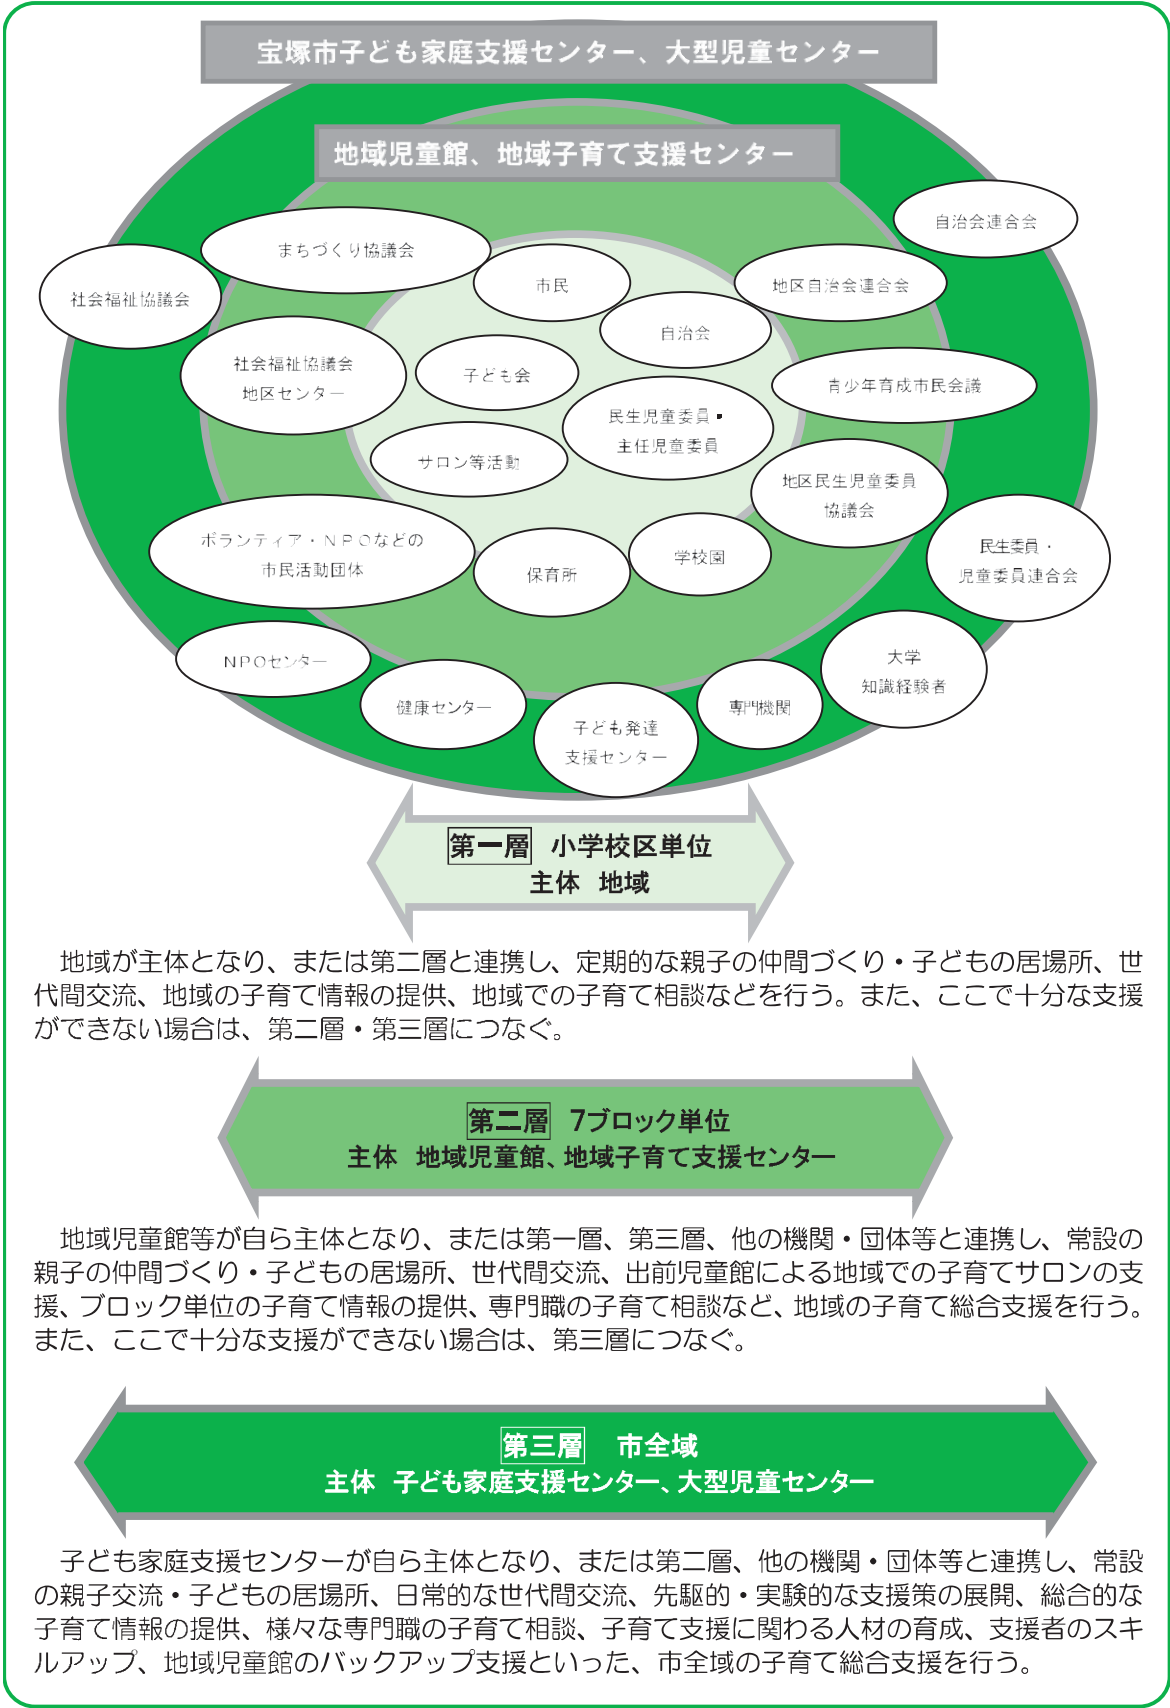 宝塚市子ども家庭支援センター、大型児童センター
地域児童館、地域子育て支援センター
自治会連合会
まちづくり協議会
社会福祉協議会
市民
地区自治会連合会
自治会
社会福祉協議会
地区センター
子ども会
青少年育成市民会議
民生児童委員・
主任児童委員
サロン等活動
地区民生児童委員
協議会
ボランティア・ＮＰＯなどの
市民活動団体
保育所
学校園
民生委員・
児童委員連合会
NPOセンター
大学
知識経験者
健康センター
専門機関
子ども発達
支援センター
第一層　小学校区単位
主体　地域
　地域が主体となり、または第二層と連携し、定期的な親子の仲間づくり・子どもの居場所、世
代間交流、地域の子育て情報の提供、地域での子育て相談などを行う。また、ここで十分な支援
ができない場合は、第二層・第三層につなぐ。
第二層　7ブロック単位
主体　地域児童館、地域子育て支援センター
　地域児童館等が自ら主体となり、または第一層、第三層、他の機関・団体等と連携し、常設の
親子の仲間づくり・子どもの居場所、世代間交流、出前児童館による地域での子育てサロンの支
援、ブロック単位の子育て情報の提供、専門職の子育て相談など、地域の子育て総合支援を行う。
また、ここで十分な支援ができない場合は、第三層につなぐ。
第三層　市全域
主体　子ども家庭支援センター、大型児童センター
　子ども家庭支援センターが自ら主体となり、または第二層、他の機関・団体等と連携し、常設
の親子交流・子どもの居場所、日常的な世代間交流、先駆的・実験的な支援策の展開、総合的な
子育て情報の提供、様々な専門職の子育て相談、子育て支援に関わる人材の育成、支援者のスキ
ルアップ、地域児童館のバックアップ支援といった、市全域の子育て総合支援を行う。